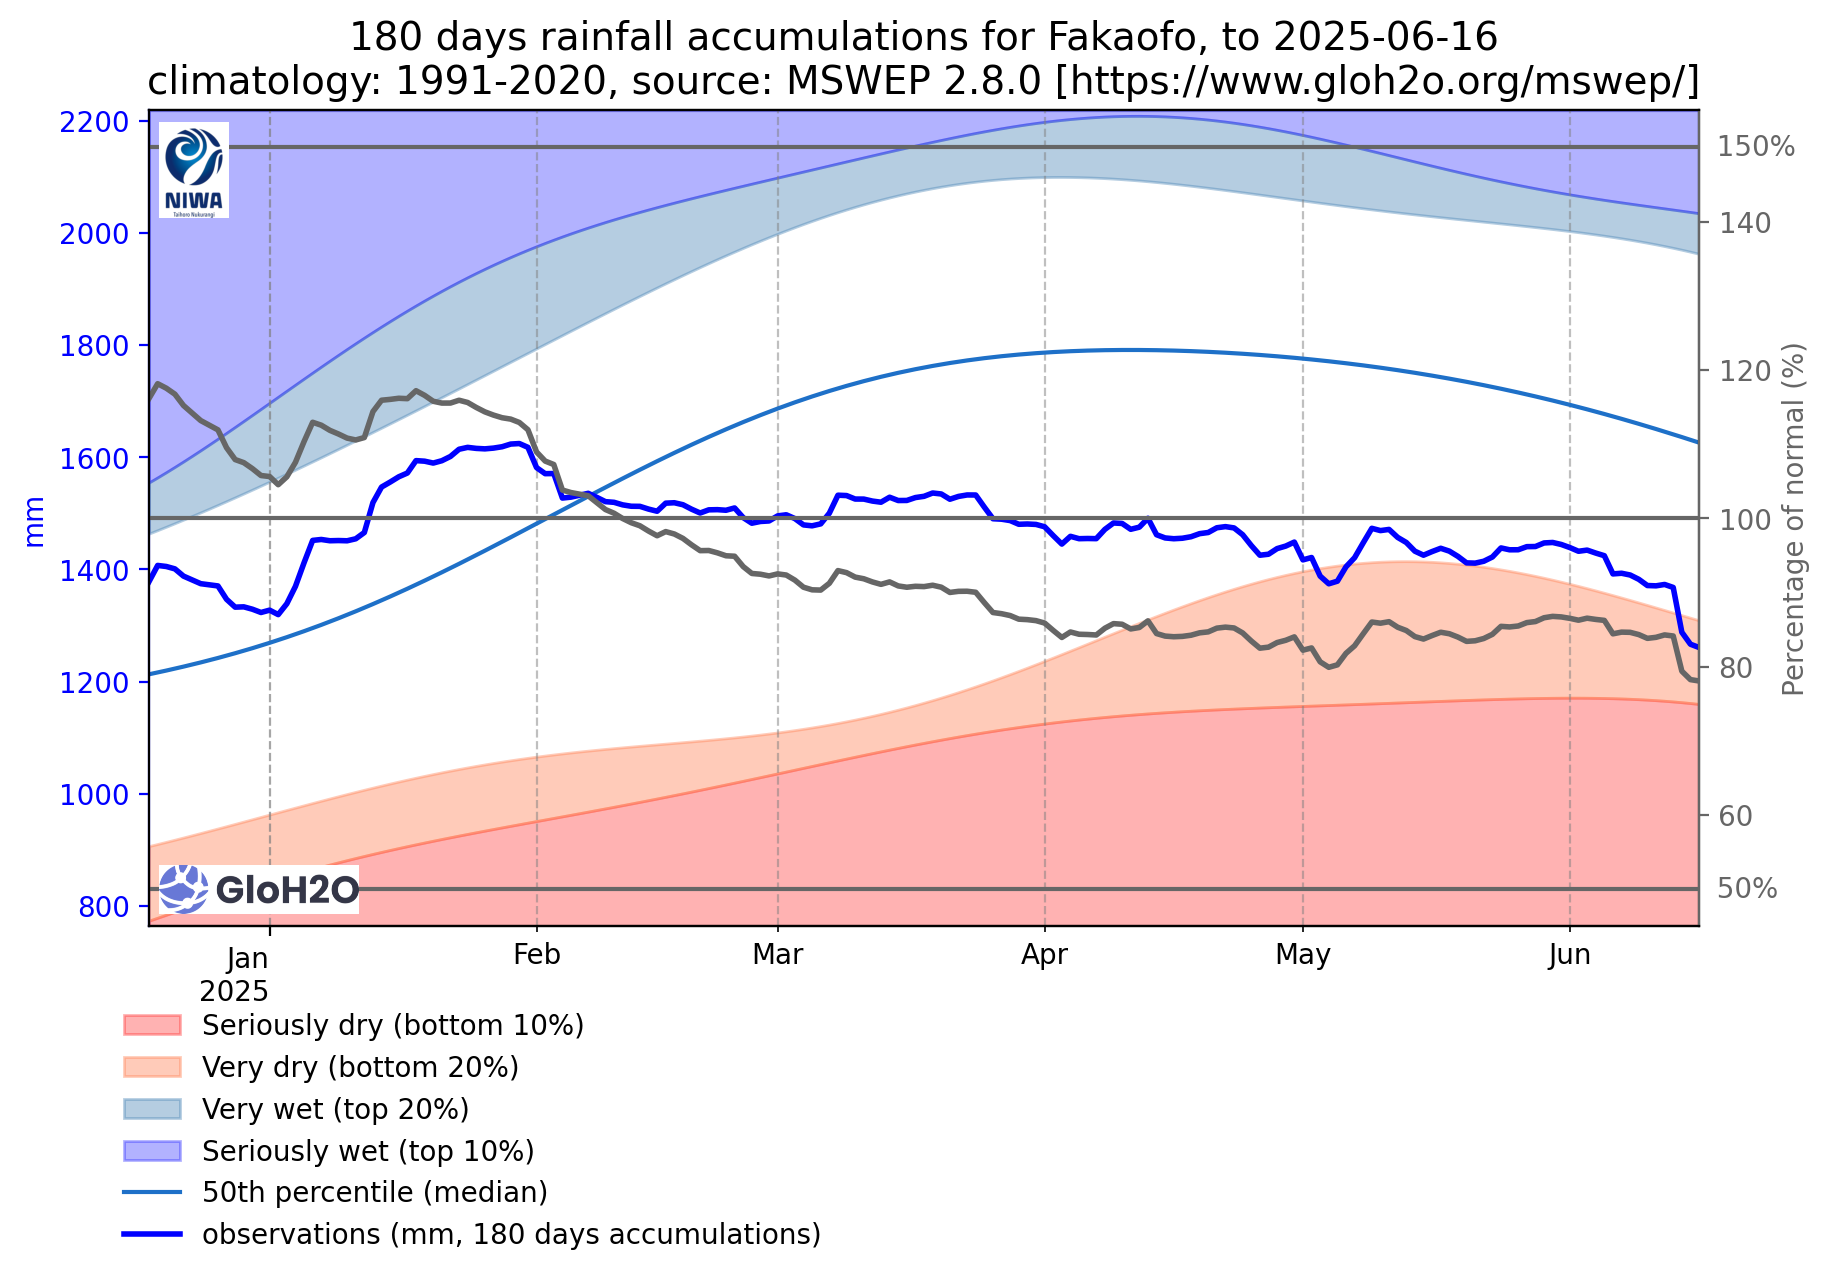 180 days rainfall accumulations for Fakaofo, to 2025-06-16
climatology: 1991-2020, source: MSWEP 2.8.0 [https://www.gloh2o.org/mswep/]
2200
2000
1800
1600
1400
1200
1000
800
mm
NIWA
Taihoro Nukurangi
GloH2O
150%
140
120
100
80
60
50%
Percentage of normal (%)
Jan
2025
Feb
Mar
Apr
May
Jun
Seriously dry (bottom 10%)
Very dry (bottom 20%)
Very wet (top 20%)
Seriously wet (top 10%)
50th percentile (median)
observations (mm, 180 days accumulations)